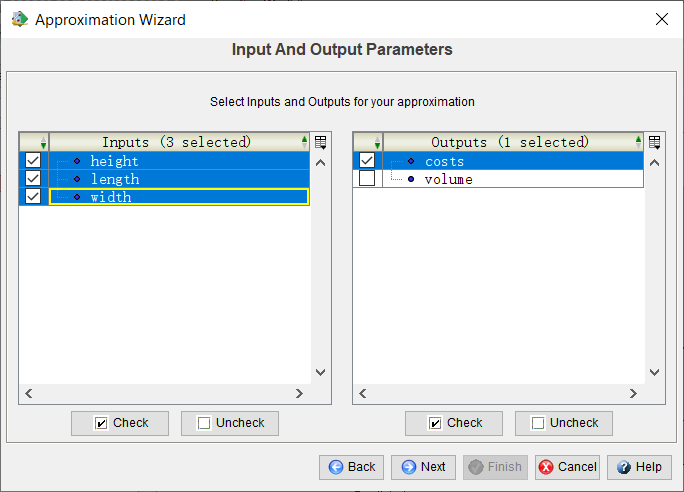 Approximation Wizard
Input And Output Parameters
Select Inputs and Outputs for your approximation
Inputs (3 selected)
height
length
width
Outputs (1 selected)
costs
volume
Check
Uncheck
Check
Uncheck
Back
Next
Finish
Cancel
Help